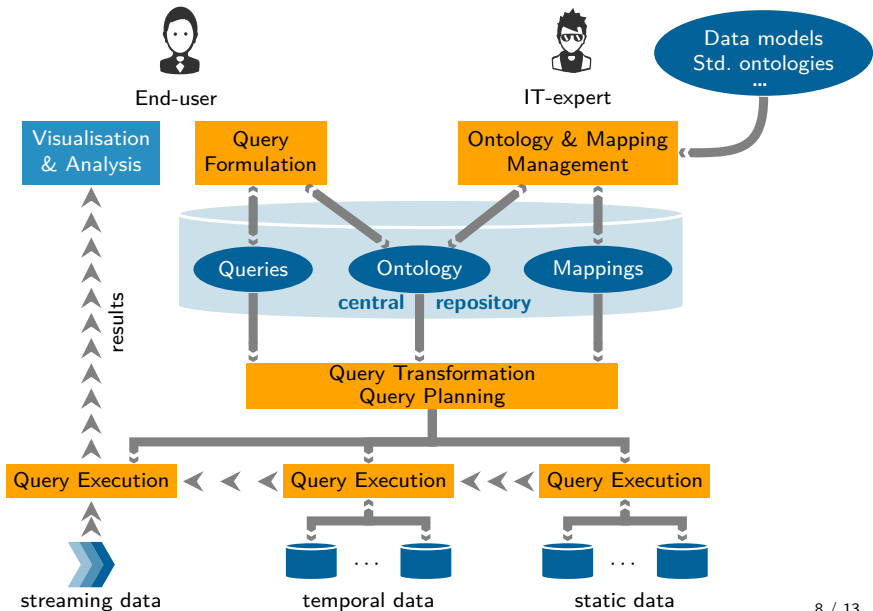 Data models
Std. ontologies
...
End-user
IT-expert
Visualisation
& Analysis
Query
Formulation
Ontology & Mapping
Management
Queries
Ontology
Mappings
central repository
results
Query Transformation
Query Planning
Query Execution
Query Execution
Query Execution
...
...
streaming data
temporal data
static data
8 / 13